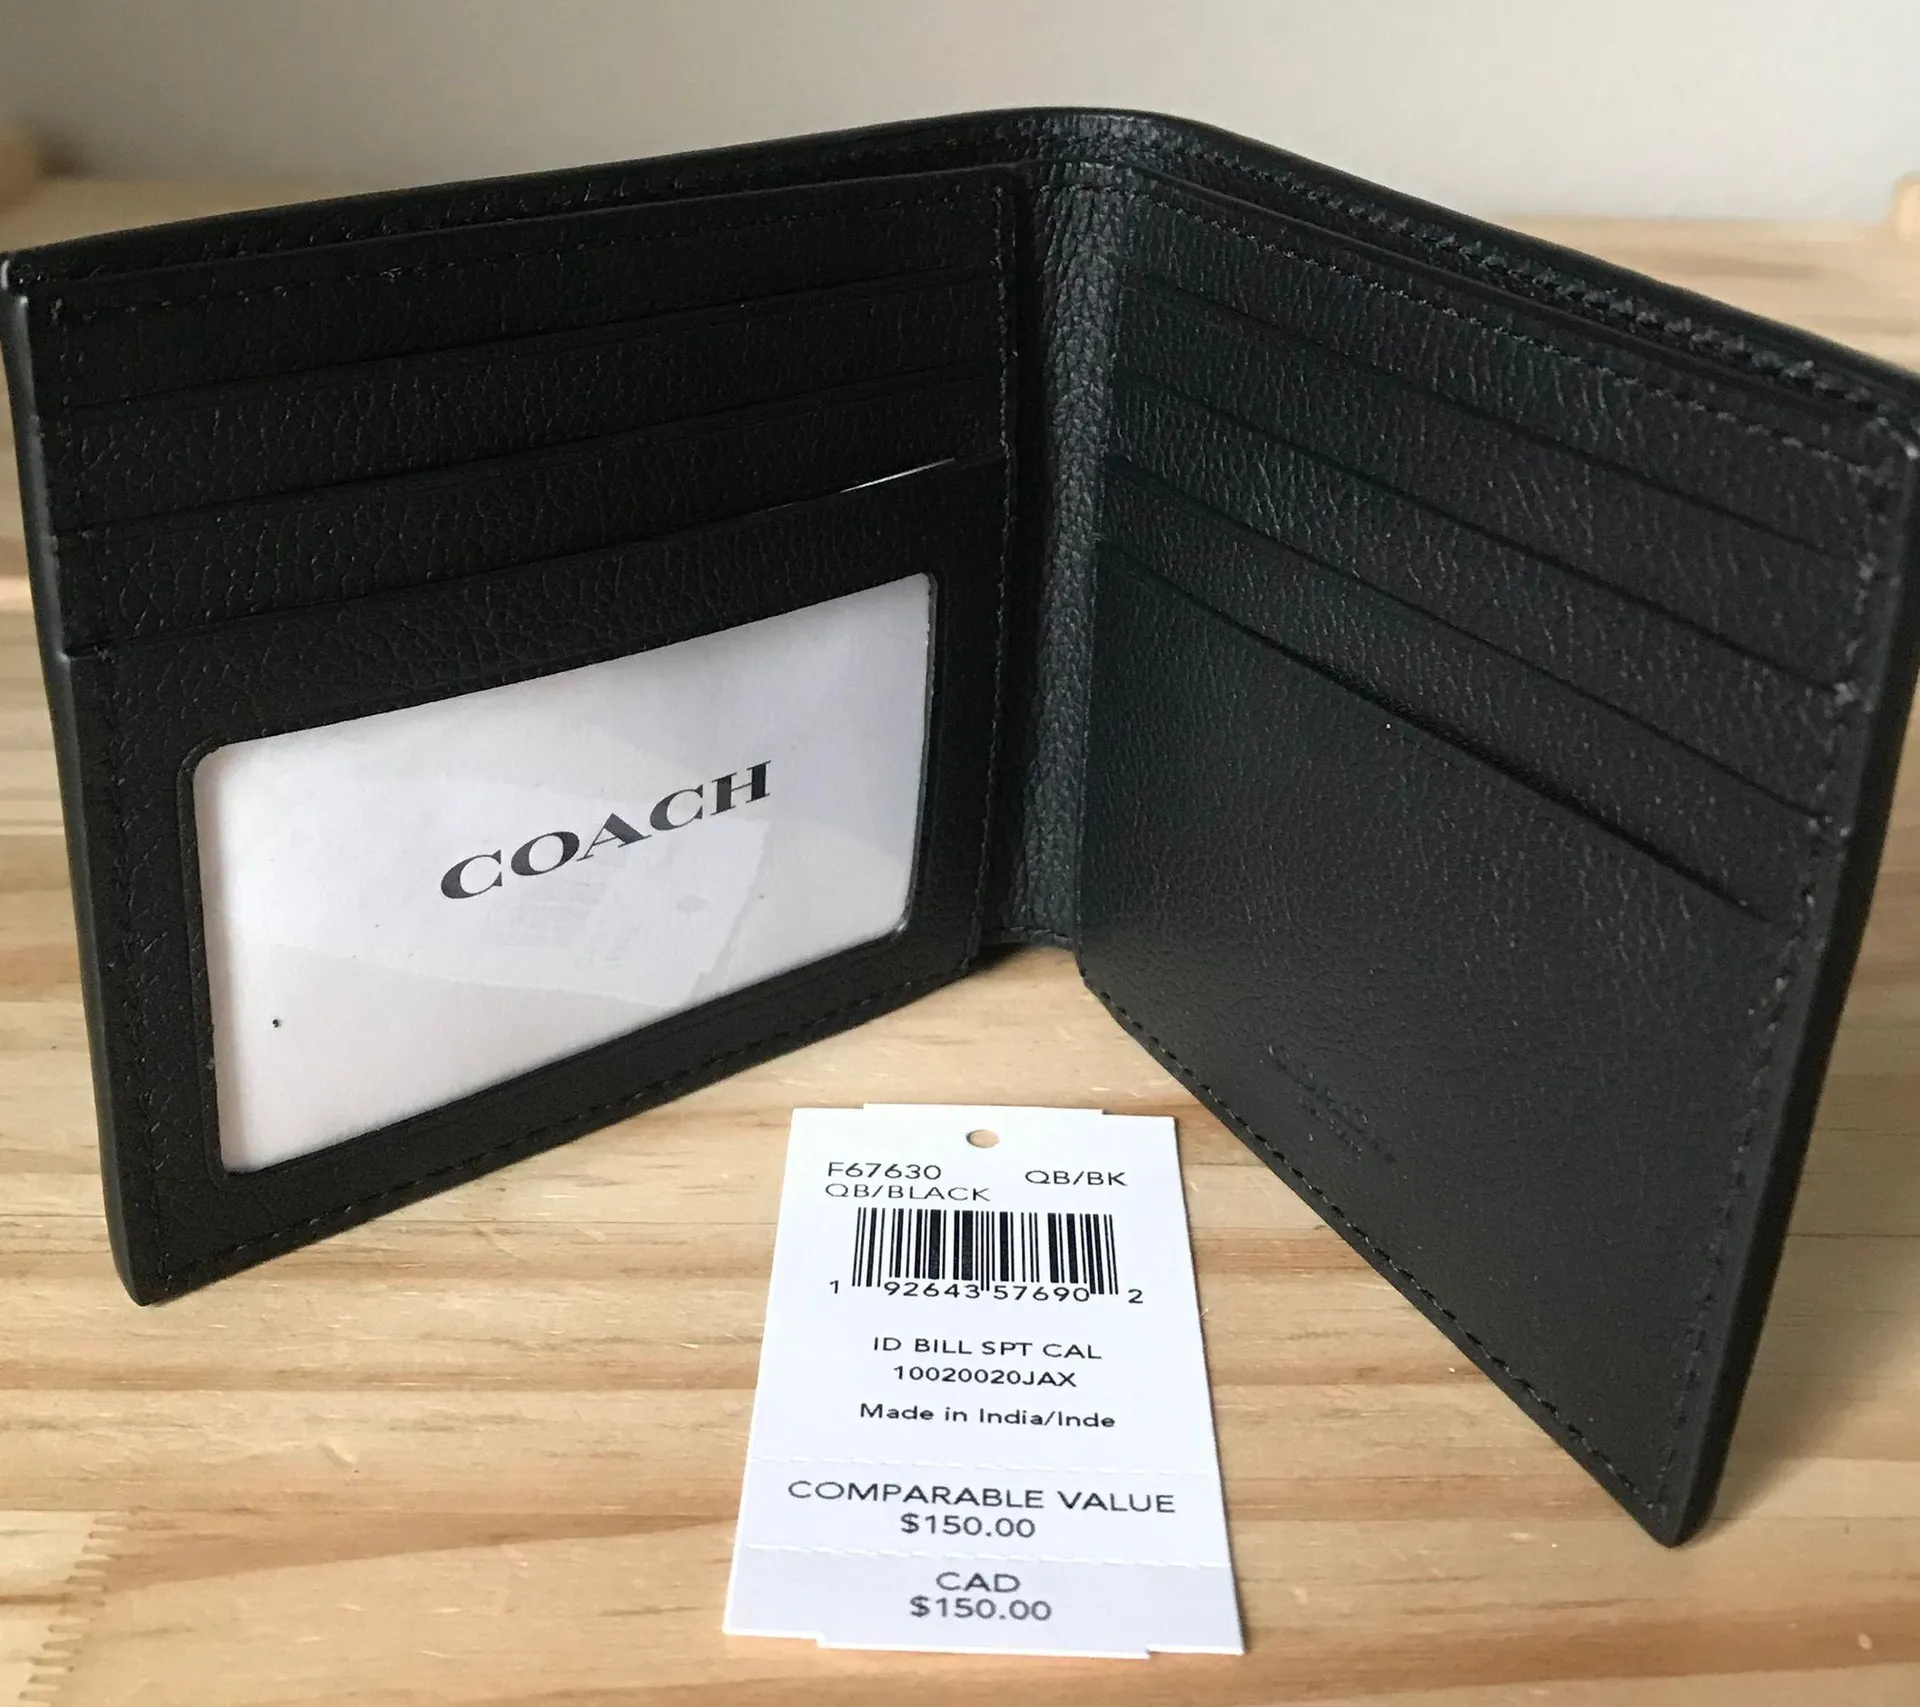 COACH
F67630 QB/BK
QB/BLACK
1 92643 57690 2
ID BILL SPT CAL
10020020JAX
Made in India/Inde
COMPARABLE VALUE
$150.00
CAD
$150.00